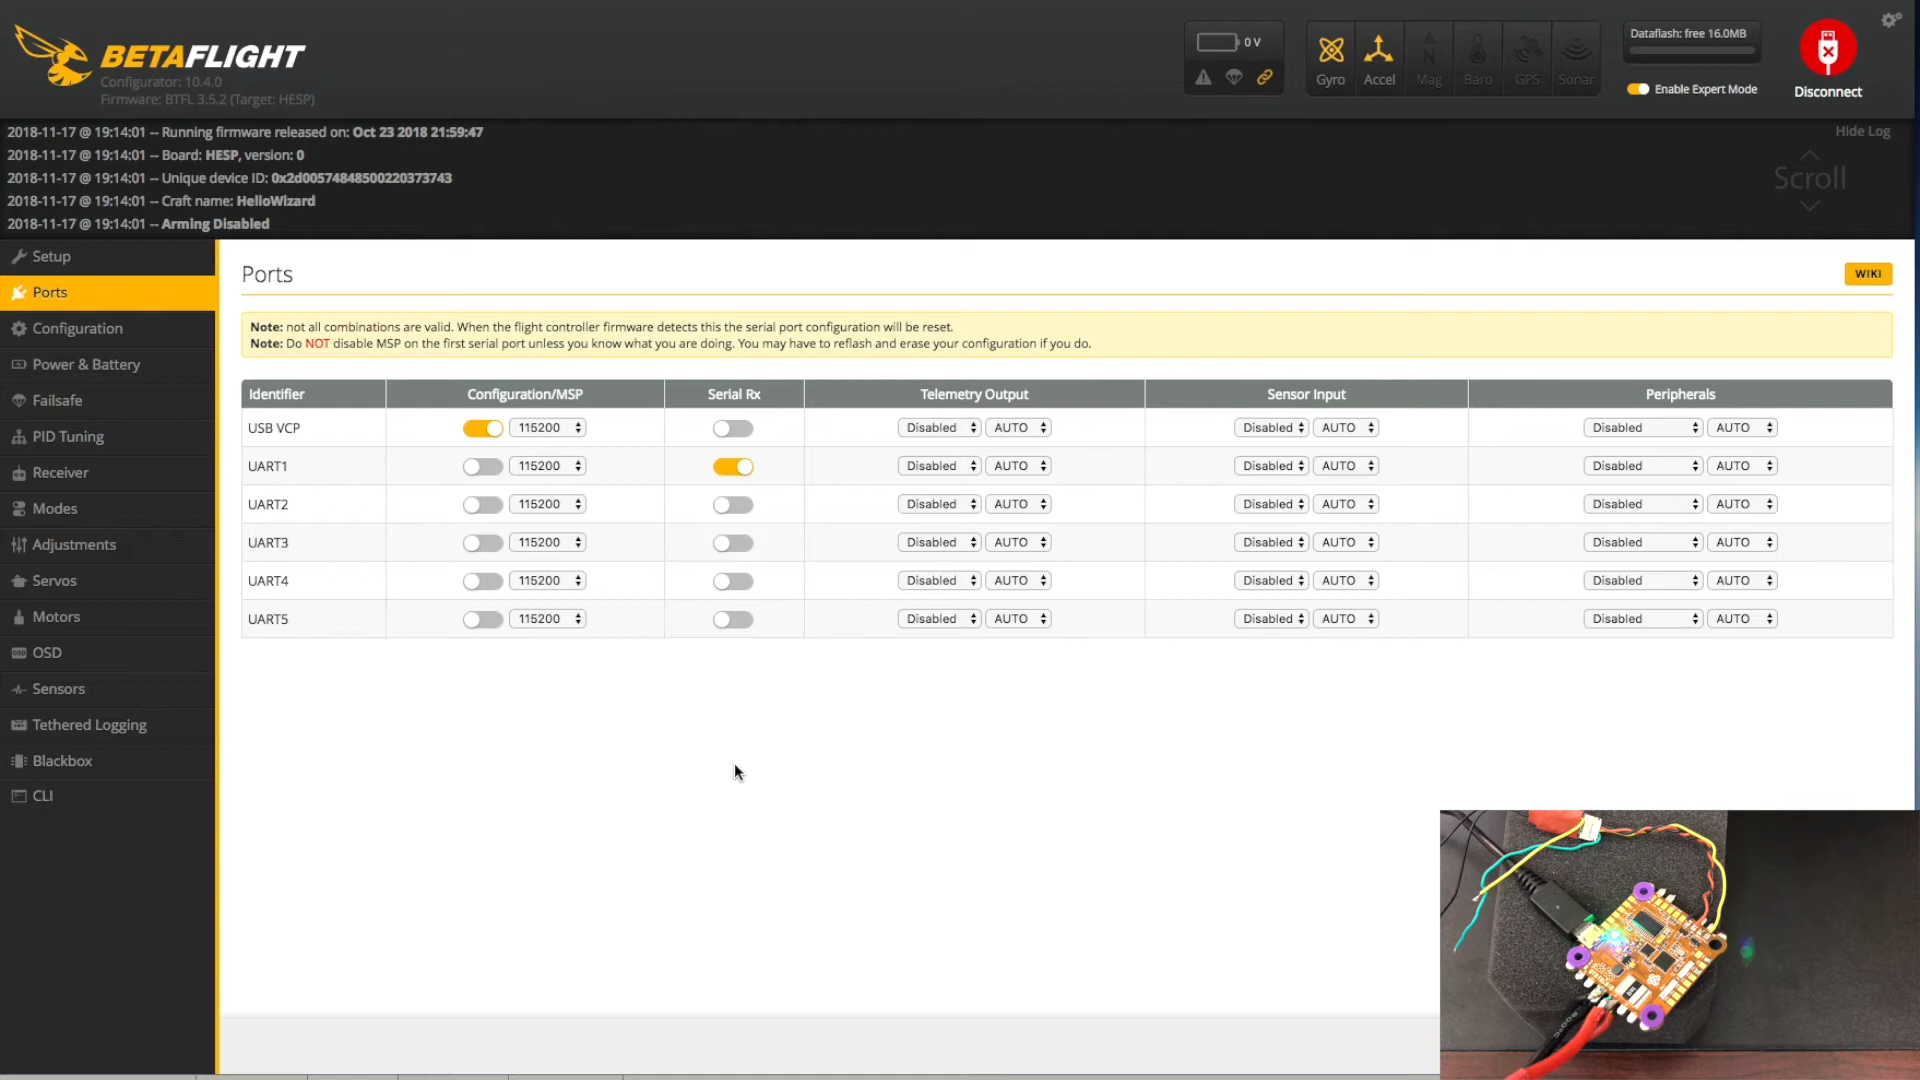 BETAFLIGHT
Configurator: 10.4.0
Firmware: BTFL 3.5.2 (Target: HESP)
0 V
Gyro
Accel
Mag
Baro
GPS
Sonar
Dataflash: free 16.0MB
Enable Expert Mode
Disconnect
2018-11-17 @ 19:14:01 -- Running firmware released on: Oct 23 2018 21:59:47
2018-11-17 @ 19:14:01 -- Board: HESP, version: 0
2018-11-17 @ 19:14:01 -- Unique device ID: 0x2d00574848500220373743
2018-11-17 @ 19:14:01 -- Craft name: HelloWizard
2018-11-17 @ 19:14:01 -- Arming Disabled
Hide Log
Scroll
Setup
Ports
Configuration
Power & Battery
Failsafe
PID Tuning
Receiver
Modes
Adjustments
Servos
Motors
OSD
Sensors
Tethered Logging
Blackbox
CLI
Ports
WIKI
Note: not all combinations are valid. When the flight controller firmware detects this the serial port configuration will be reset.
Note: Do NOT disable MSP on the first serial port unless you know what you are doing. You may have to reflash and erase your configuration if you do.
Identifier Configuration/MSP Serial Rx Telemetry Output Sensor Input Peripherals
USB VCP 115200 Disabled AUTO Disabled AUTO Disabled AUTO
UART1 115200 Disabled AUTO Disabled AUTO Disabled AUTO
UART2 115200 Disabled AUTO Disabled AUTO Disabled AUTO
UART3 115200 Disabled AUTO Disabled AUTO Disabled AUTO
UART4 115200 Disabled AUTO Disabled AUTO Disabled AUTO
UART5 115200 Disabled AUTO Disabled AUTO Disabled AUTO